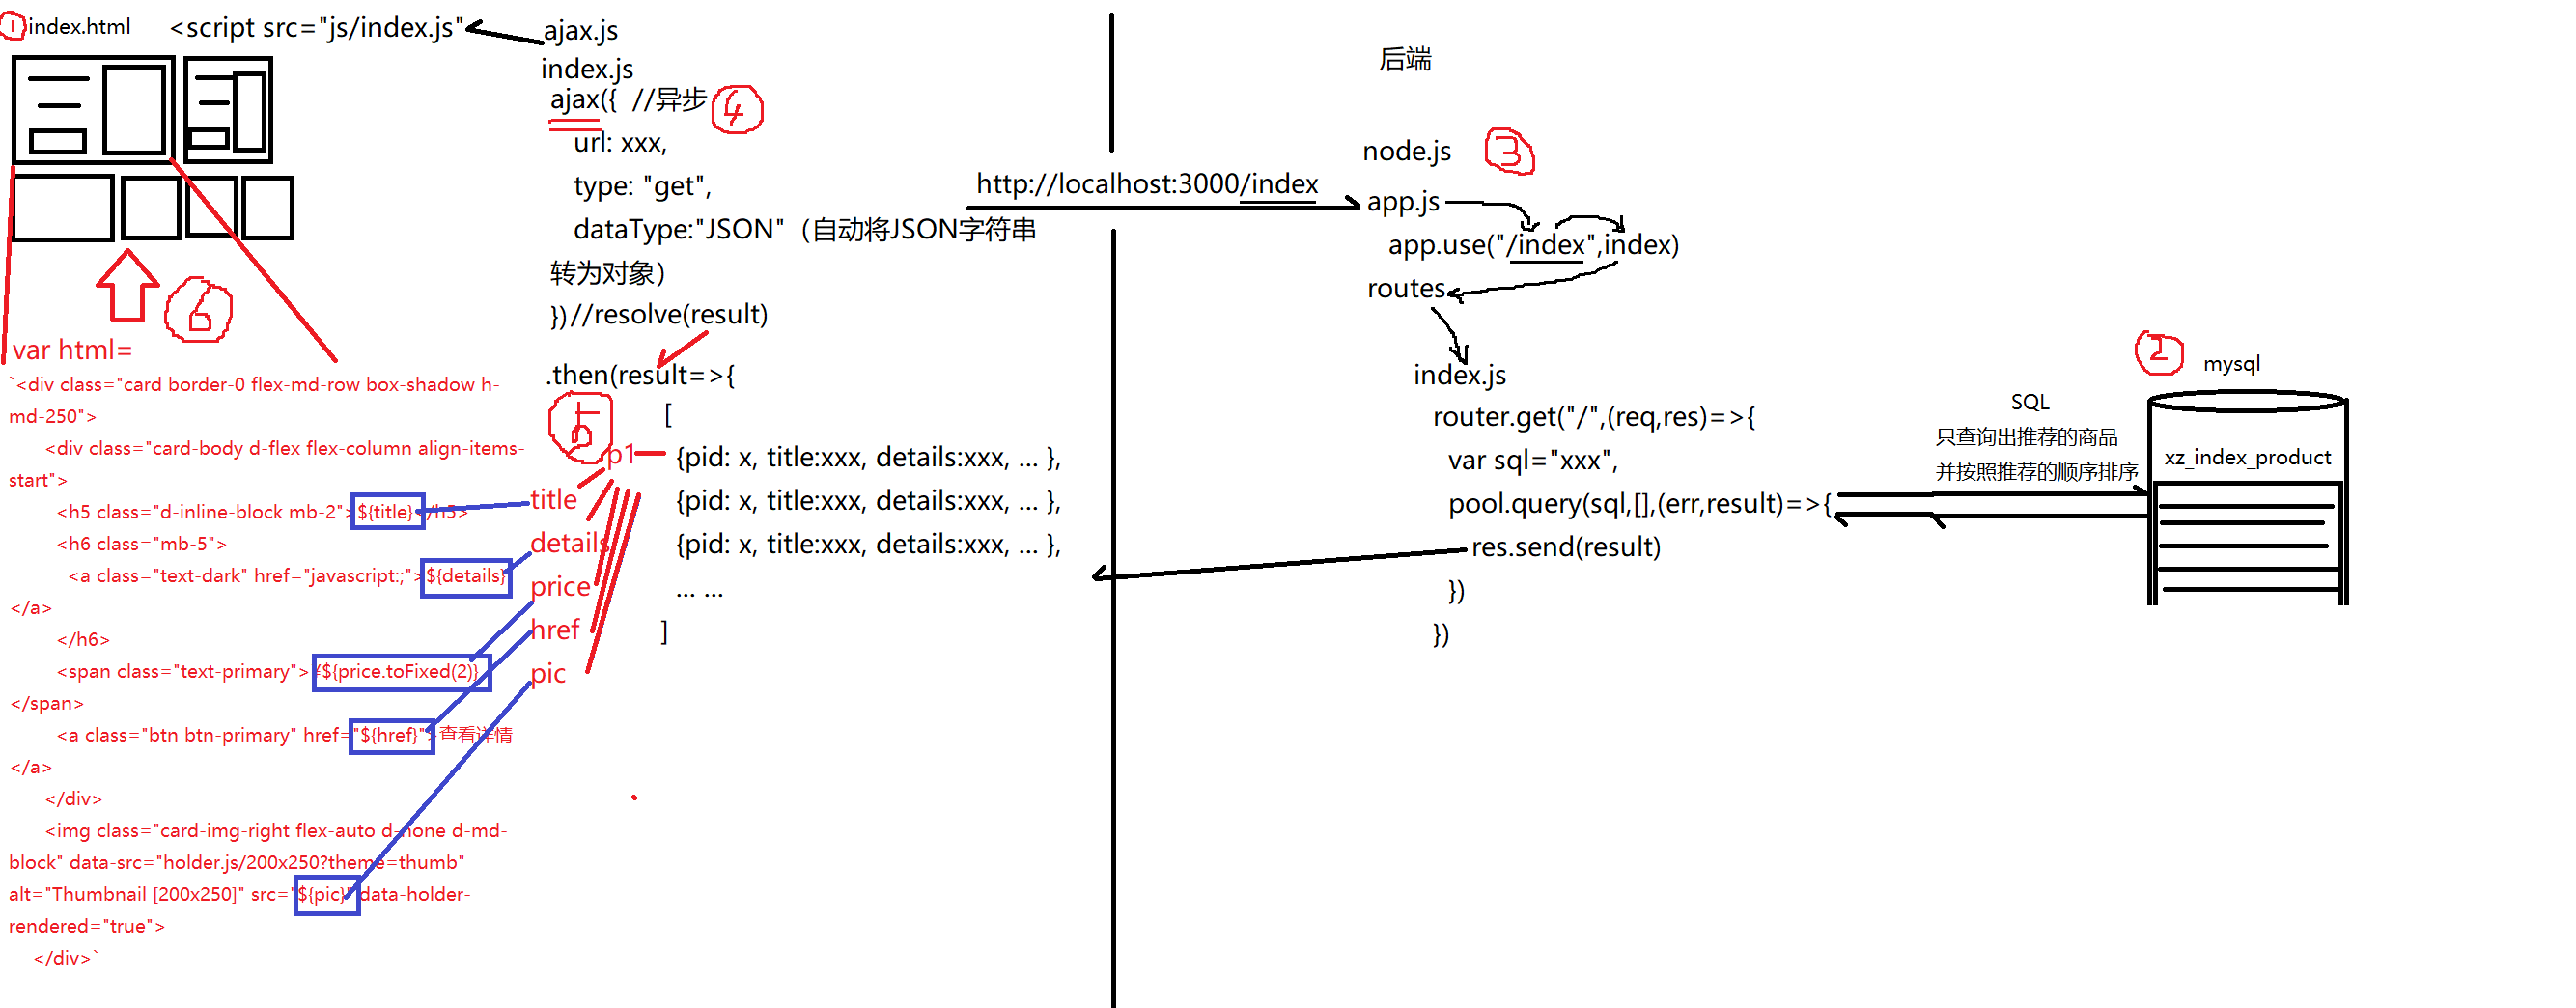 ① index.html
<script src="js/index.js"
ajax.js
index.js
ajax({ //异步
④
url: xxx,
type: "get",
dataType:"JSON"（自动将JSON字符串
转为对象）
})//resolve(result)
.then(result=>{
⑤
[
p1
{pid: x, title:xxx, details:xxx, ... },
{pid: x, title:xxx, details:xxx, ... },
{pid: x, title:xxx, details:xxx, ... },
... ...
]
title
details
price
href
pic
⑥
var html=
`<div class="card border-0 flex-md-row box-shadow h-
md-250">
<div class="card-body d-flex flex-column align-items-
start">
<h5 class="d-inline-block mb-2">${title}</h5>
<h6 class="mb-5">
<a class="text-dark" href="javascript:;">${details}
</a>
</h6>
<span class="text-primary">¥${price.toFixed(2)}
</span>
<a class="btn btn-primary" href="${href}">查看详情
</a>
</div>
<img class="card-img-right flex-auto d-none d-md-
block" data-src="holder.js/200x250?theme=thumb"
alt="Thumbnail [200x250]" src="${pic}" data-holder-
rendered="true">
</div>`
http://localhost:3000/index
后端
node.js
③
app.js
app.use("/index",index)
routes
index.js
router.get("/",(req,res)=>{
var sql="xxx",
pool.query(sql,[],(err,result)=>{
res.send(result)
})
})
SQL
只查询出推荐的商品
并按照推荐的顺序排序
②
mysql
xz_index_product